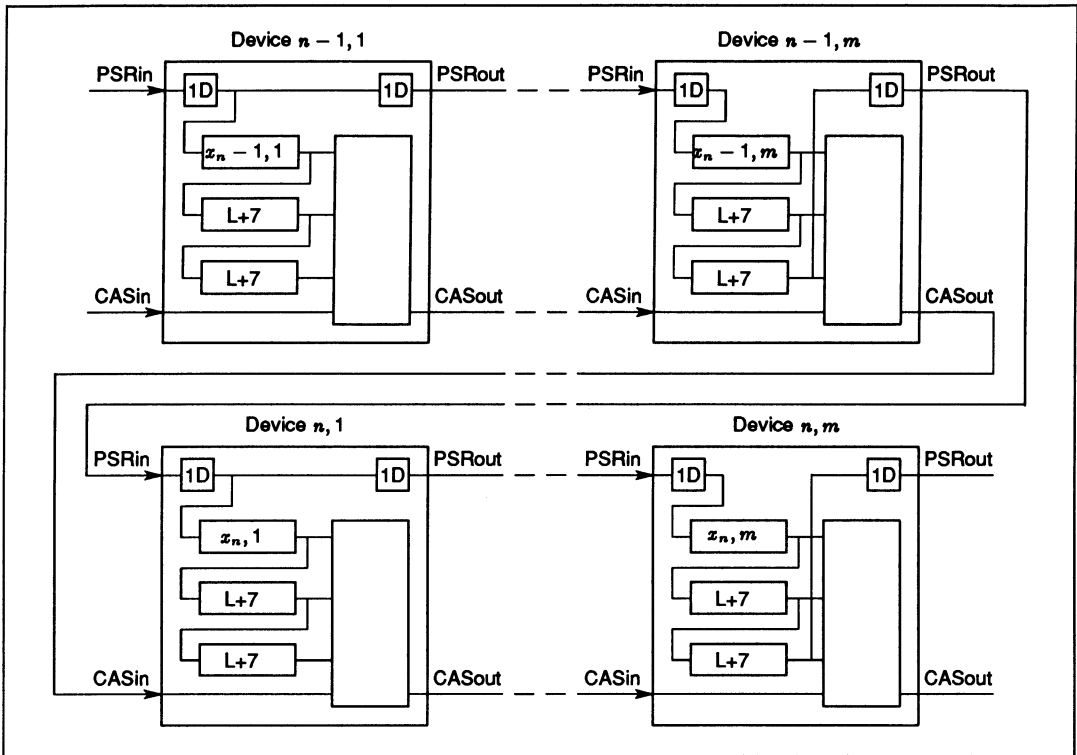 Device n − 1, 1
Device n − 1, m
PSRin
1D
1D
PSRout
PSRin
1D
1D
PSRout
x_n − 1, 1
x_n − 1, m
L+7
L+7
L+7
L+7
CASin
CASout
CASin
CASout
Device n, 1
Device n, m
PSRin
1D
1D
PSRout
PSRin
1D
1D
PSRout
x_n, 1
x_n, m
L+7
L+7
L+7
L+7
CASin
CASout
CASin
CASout